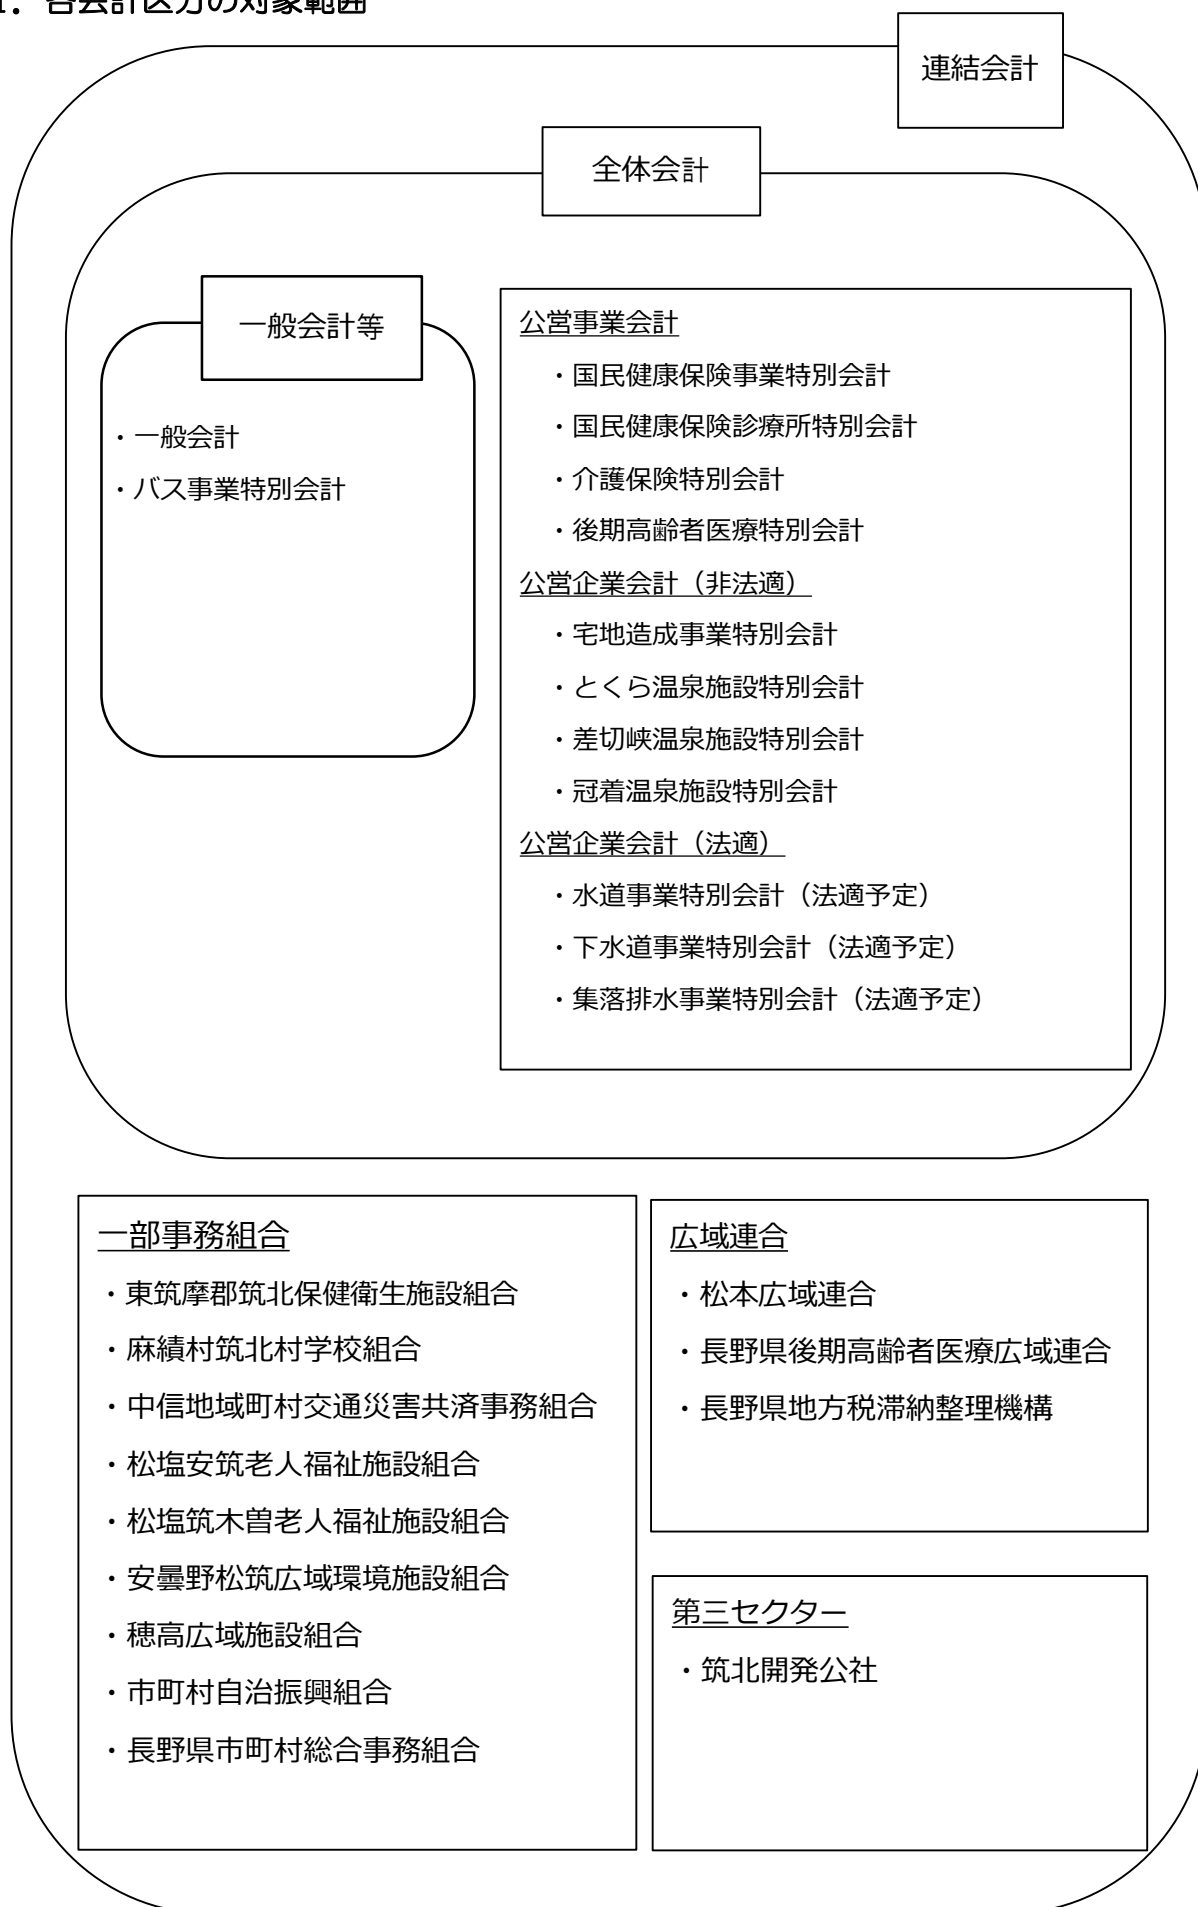 1．各会計区分の対象範囲
連結会計
全体会計
一般会計等
・一般会計
・バス事業特別会計
公営事業会計
・国民健康保険事業特別会計
・国民健康保険診療所特別会計
・介護保険特別会計
・後期高齢者医療特別会計
公営企業会計（非法適）
・宅地造成事業特別会計
・とくら温泉施設特別会計
・差切峡温泉施設特別会計
・冠着温泉施設特別会計
公営企業会計（法適）
・水道事業特別会計（法適予定）
・下水道事業特別会計（法適予定）
・集落排水事業特別会計（法適予定）
一部事務組合
・東筑摩郡筑北保健衛生施設組合
・麻績村筑北村学校組合
・中信地域町村交通災害共済事務組合
・松塩安筑老人福祉施設組合
・松塩筑木曽老人福祉施設組合
・安曇野松筑広域環境施設組合
・穂高広域施設組合
・市町村自治振興組合
・長野県市町村総合事務組合
広域連合
・松本広域連合
・長野県後期高齢者医療広域連合
・長野県地方税滞納整理機構
第三セクター
・筑北開発公社